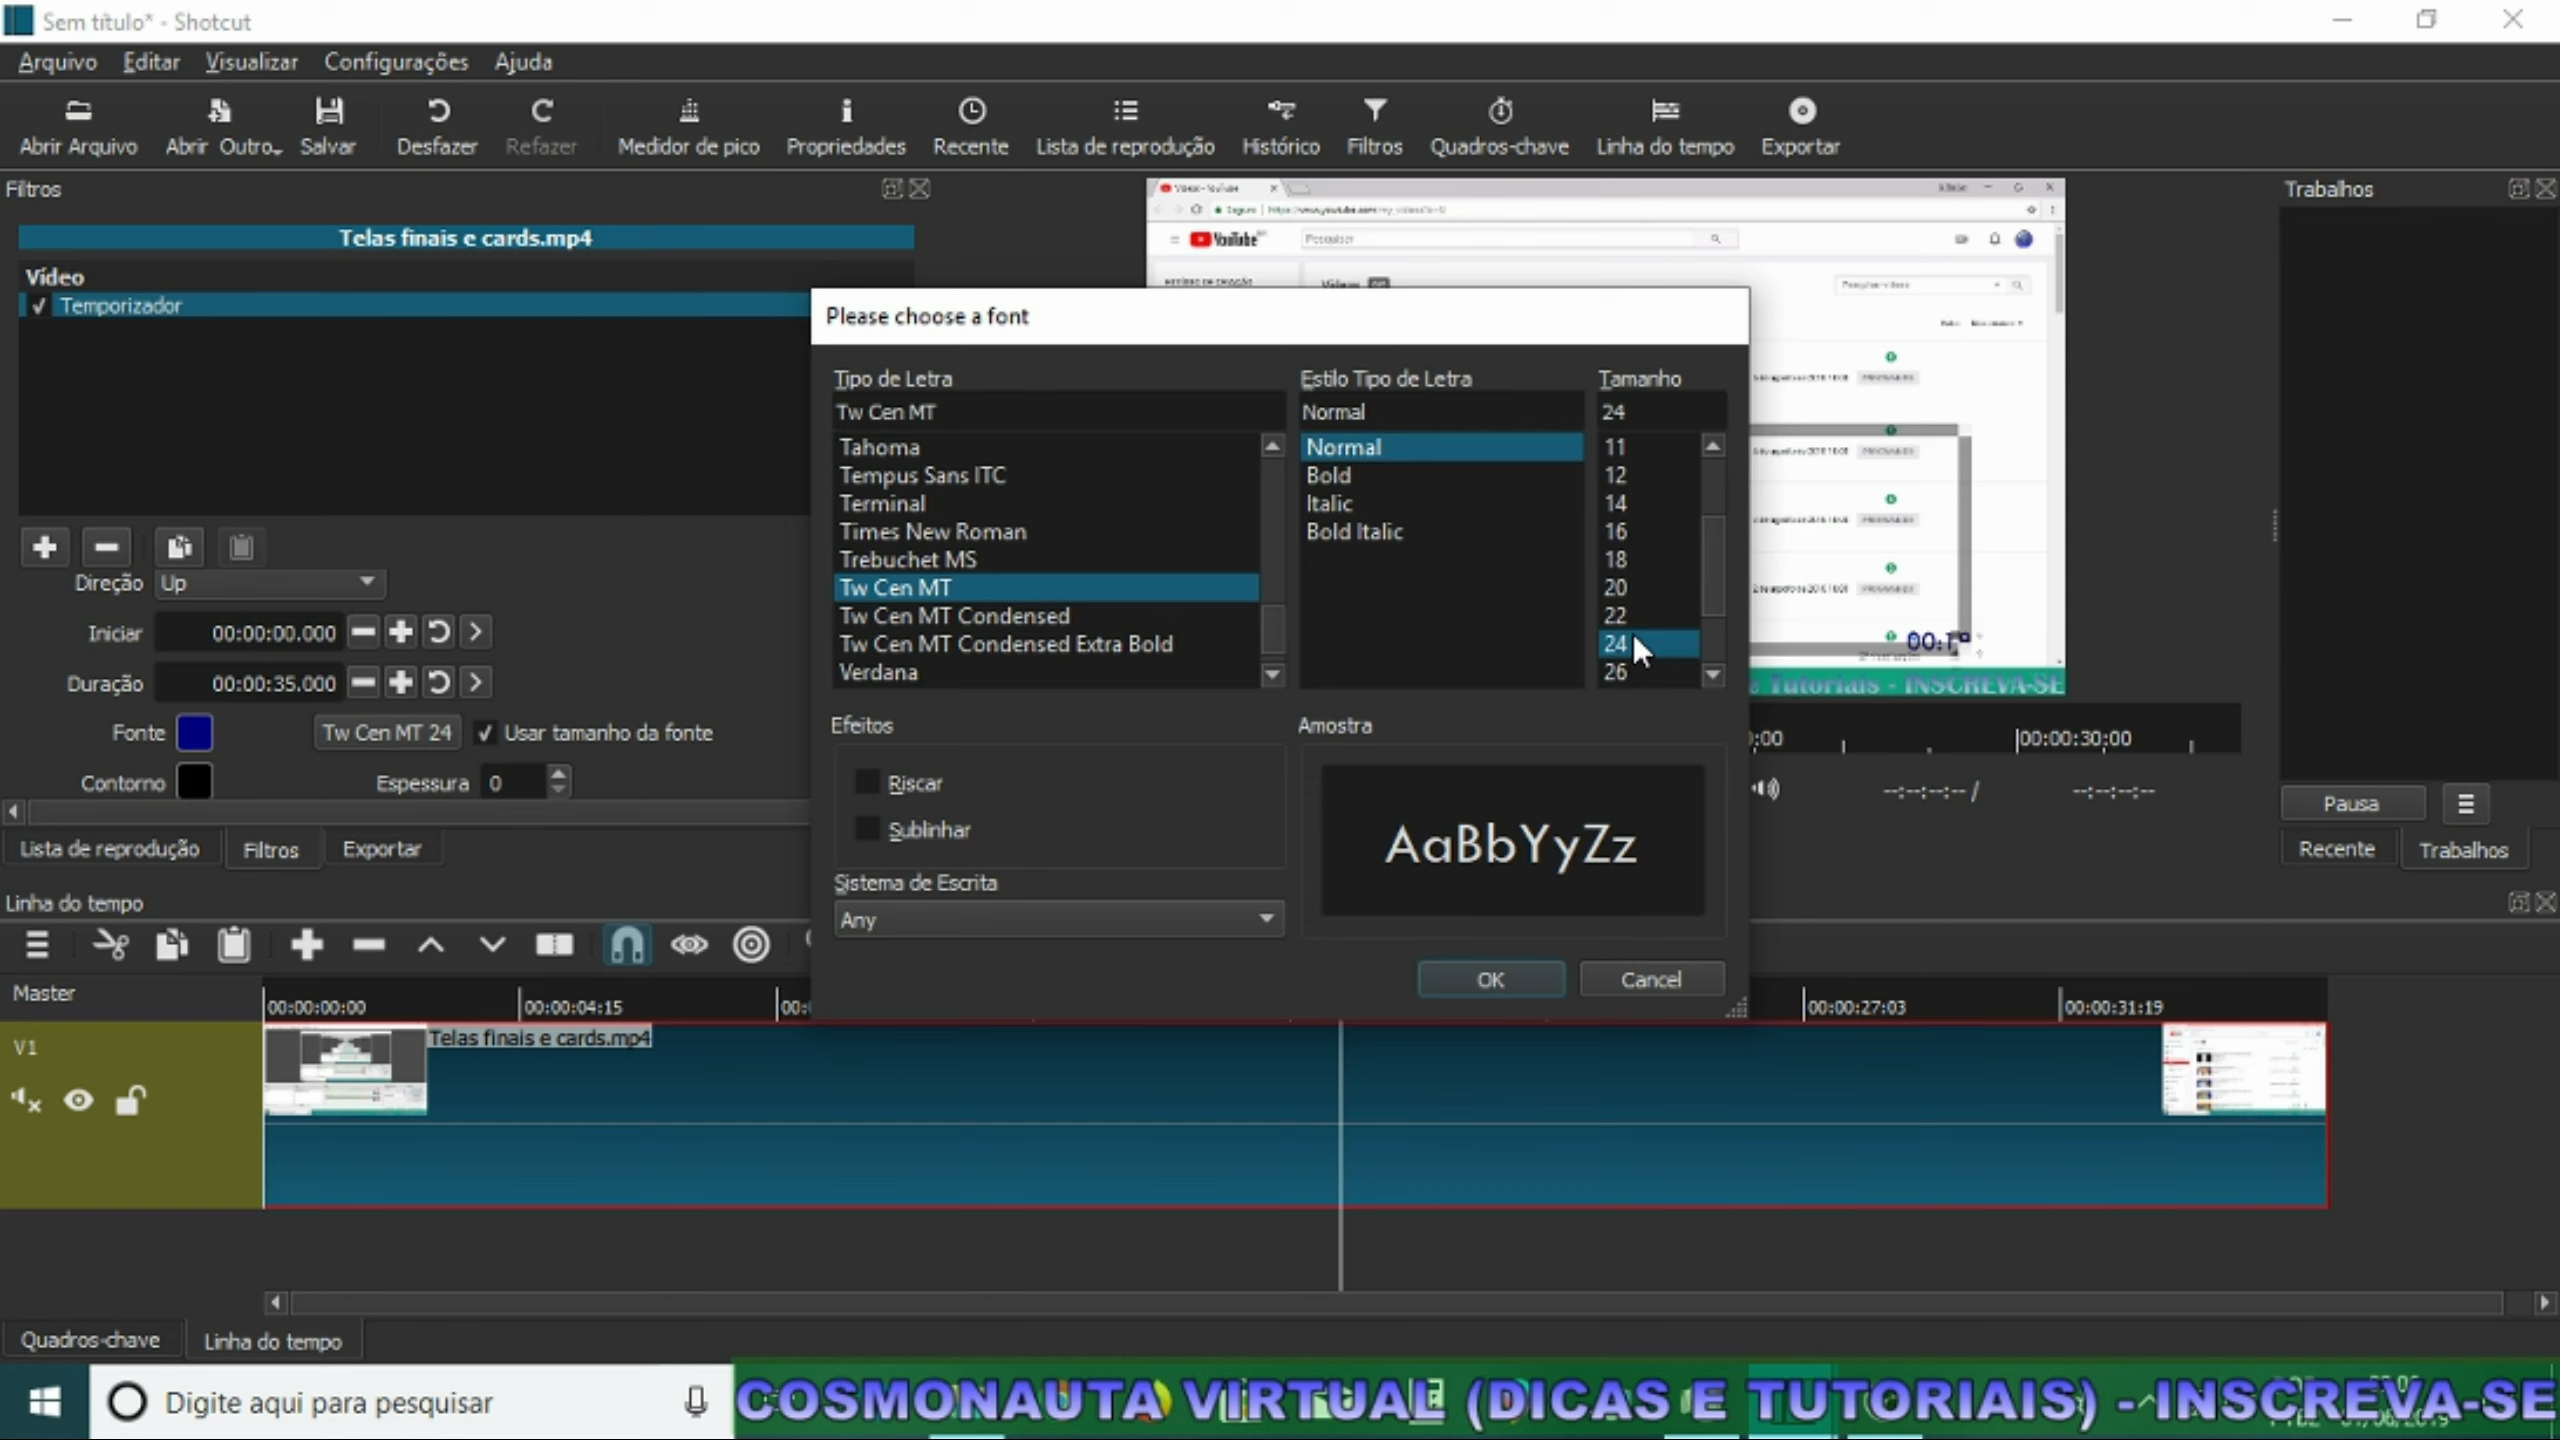 Sem título* - Shotcut
Arquivo Editar Visualizar Configurações Ajuda
Abrir Arquivo Abrir Outro... Salvar Desfazer Refazer Medidor de pico Propriedades Recente Lista de reprodução Histórico Filtros Quadros-chave Linha do tempo Exportar
Filtros
Telas finais e cards.mp4
Vídeo
Temporizador
Direção Up
Iniciar 00:00:00.000
Duração 00:00:35.000
Fonte Tw Cen MT 24 Usar tamanho da fonte
Contorno Espessura 0
Lista de reprodução Filtros Exportar
YouTube
Pesquisar
Tutoriais - INSCREVA-SE
Please choose a font
Tipo de Letra Estilo Tipo de Letra Tamanho
Tw Cen MT Normal 24
Tahoma Normal 11
Tempus Sans ITC Bold 12
Terminal Italic 14
Times New Roman Bold Italic 16
Trebuchet MS 18
Tw Cen MT 20
Tw Cen MT Condensed 22
Tw Cen MT Condensed Extra Bold 24
Verdana 26
Efeitos Amostra
Riscar
Sublinhar
AaBbYyZz
Sistema de Escrita
Any
OK Cancel
00:00:30:00
--:--:--:-- / --:--:--:--
Trabalhos
Pausa
Recente Trabalhos
Linha do tempo
Master
00:00:00:00 00:00:04:15 00:00:27:03 00:00:31:19
V1
Telas finais e cards.mp4
Quadros-chave Linha do tempo
Digite aqui para pesquisar
COSMONAUTA VIRTUAL (DICAS E TUTORIAIS) - INSCREVA-SE